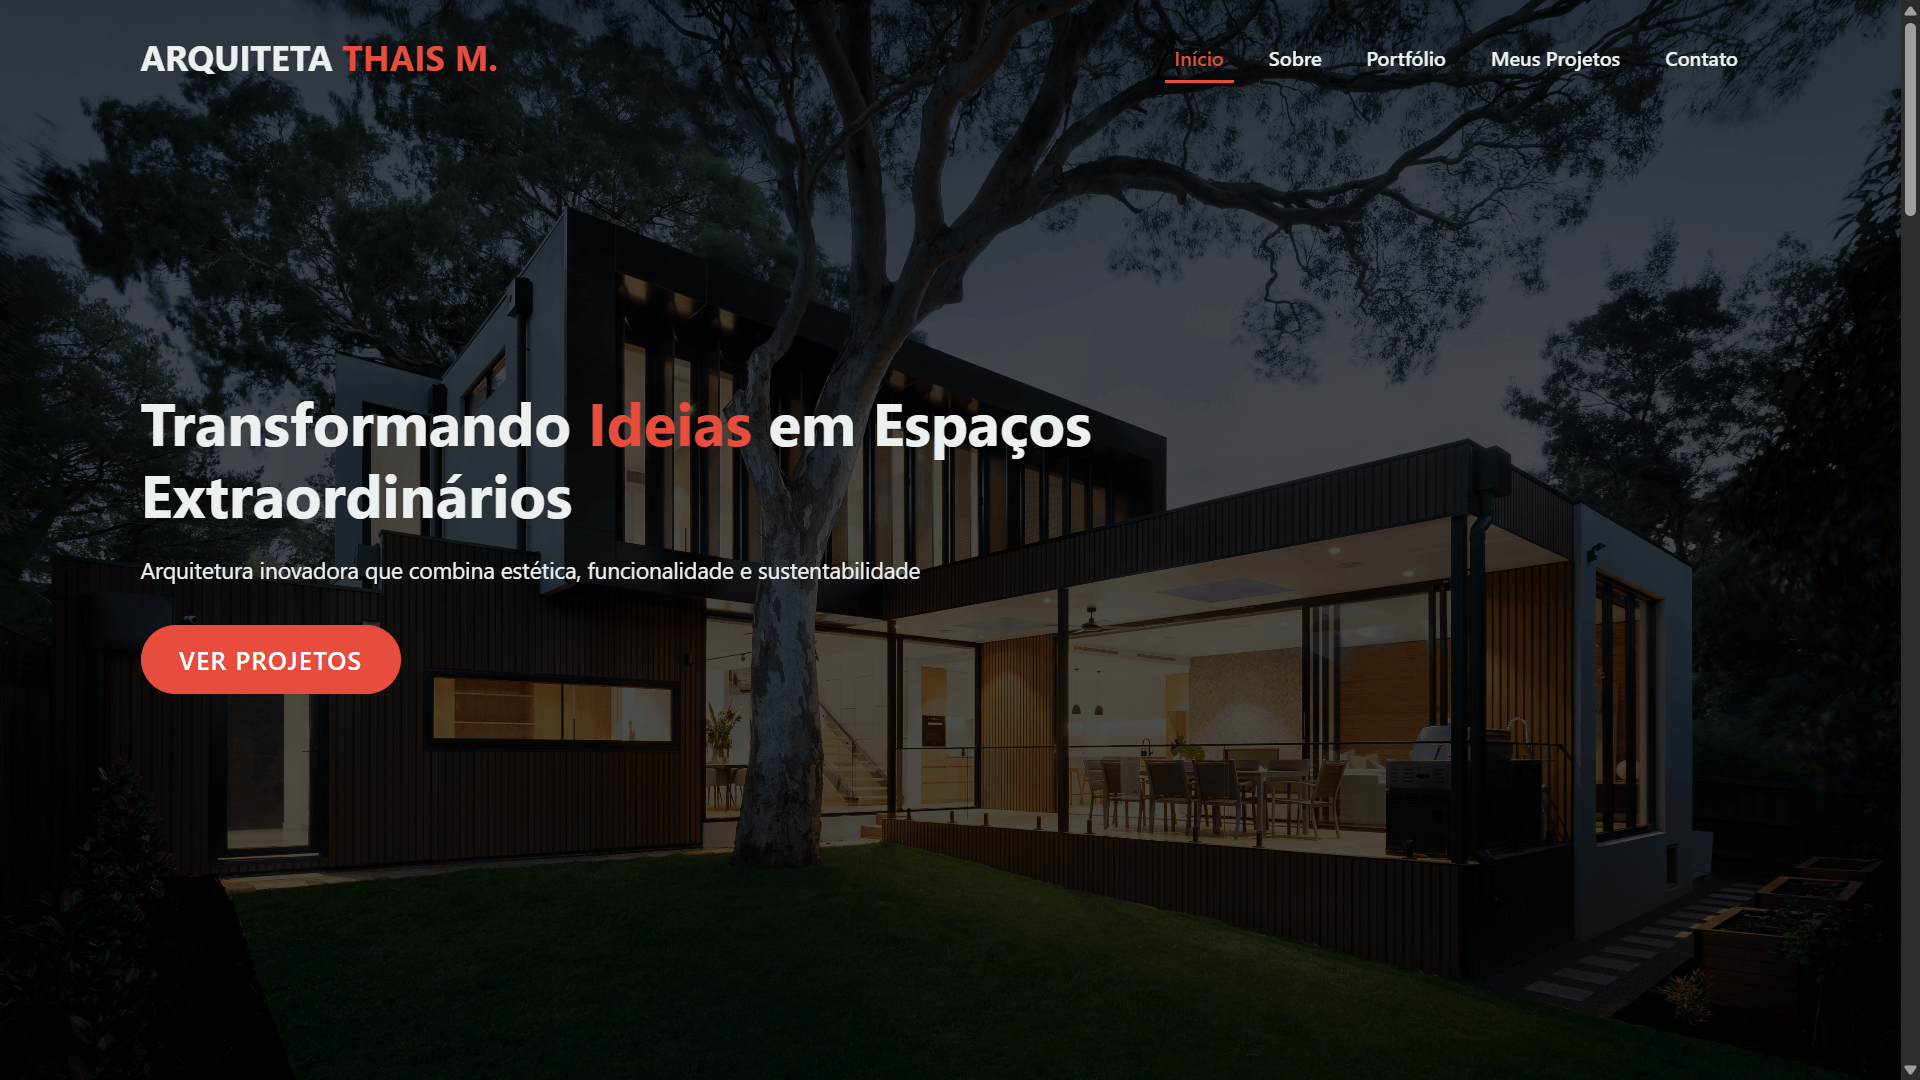 ARQUITETA THAIS M.
Início Sobre Portfólio Meus Projetos Contato
Transformando Ideias em Espaços
Extraordinários
Arquitetura inovadora que combina estética, funcionalidade e sustentabilidade
VER PROJETOS